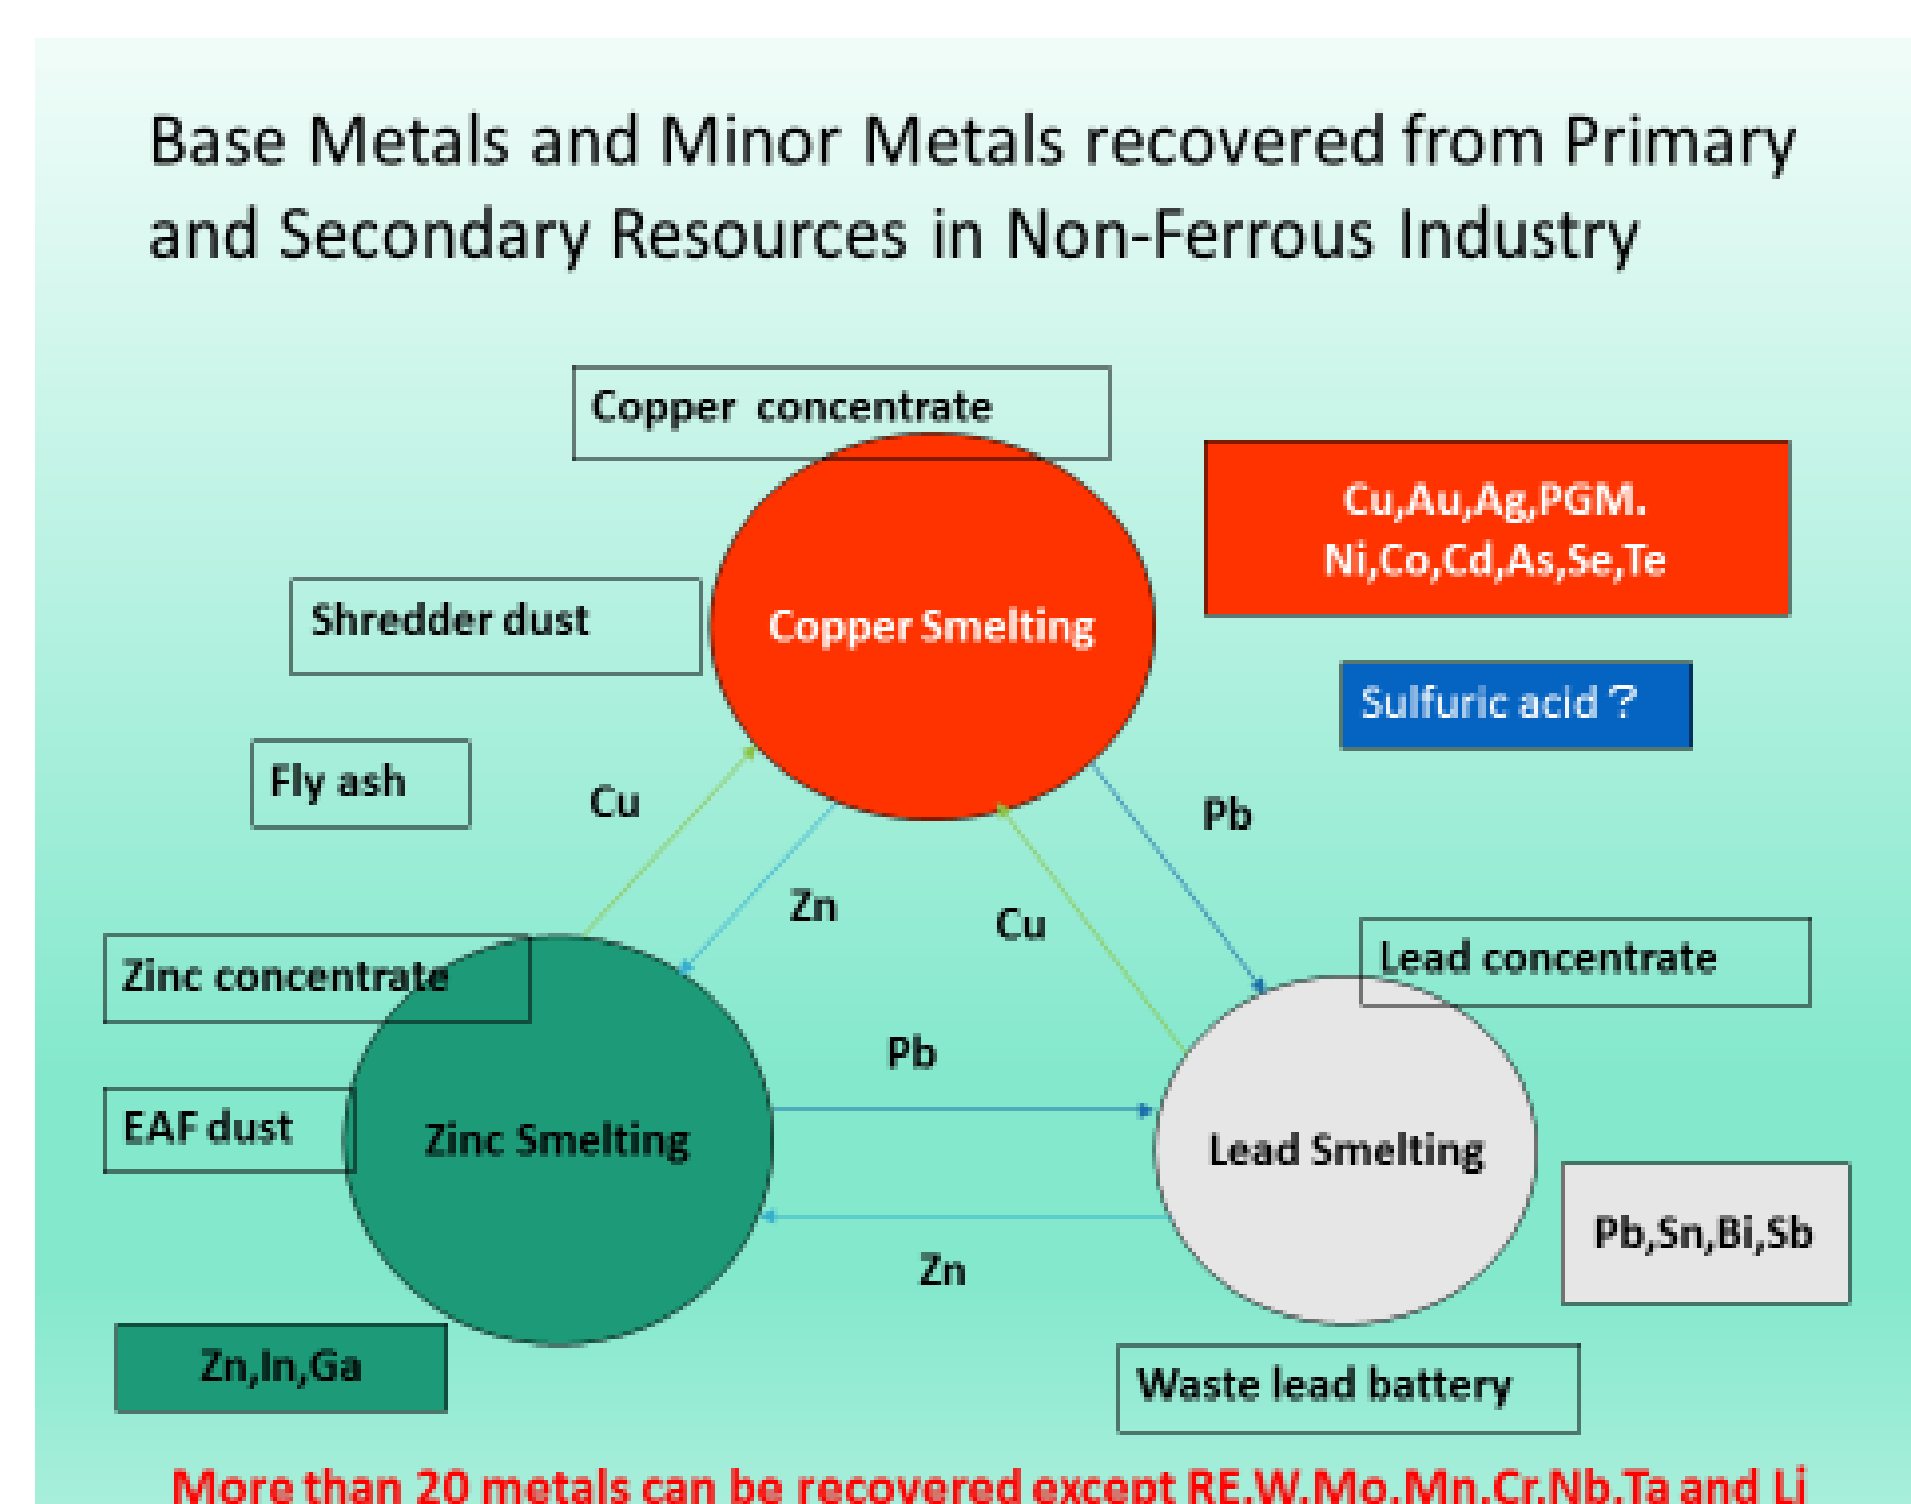 Base Metals and Minor Metals recovered from Primary
and Secondary Resources in Non-Ferrous Industry
Copper concentrate
Cu,Au,Ag,PGM.
Ni,Co,Cd,As,Se,Te
Shredder dust
Copper Smelting
Sulfuric acid？
Fly ash
Cu
Pb
Zn
Cu
Zinc concentrate
Lead concentrate
Pb
EAF dust
Zinc Smelting
Lead Smelting
Pb,Sn,Bi,Sb
Zn
Zn,In,Ga
Waste lead battery
More than 20 metals can be recovered except RE,W,Mo,Mn,Cr,Nb,Ta and Li